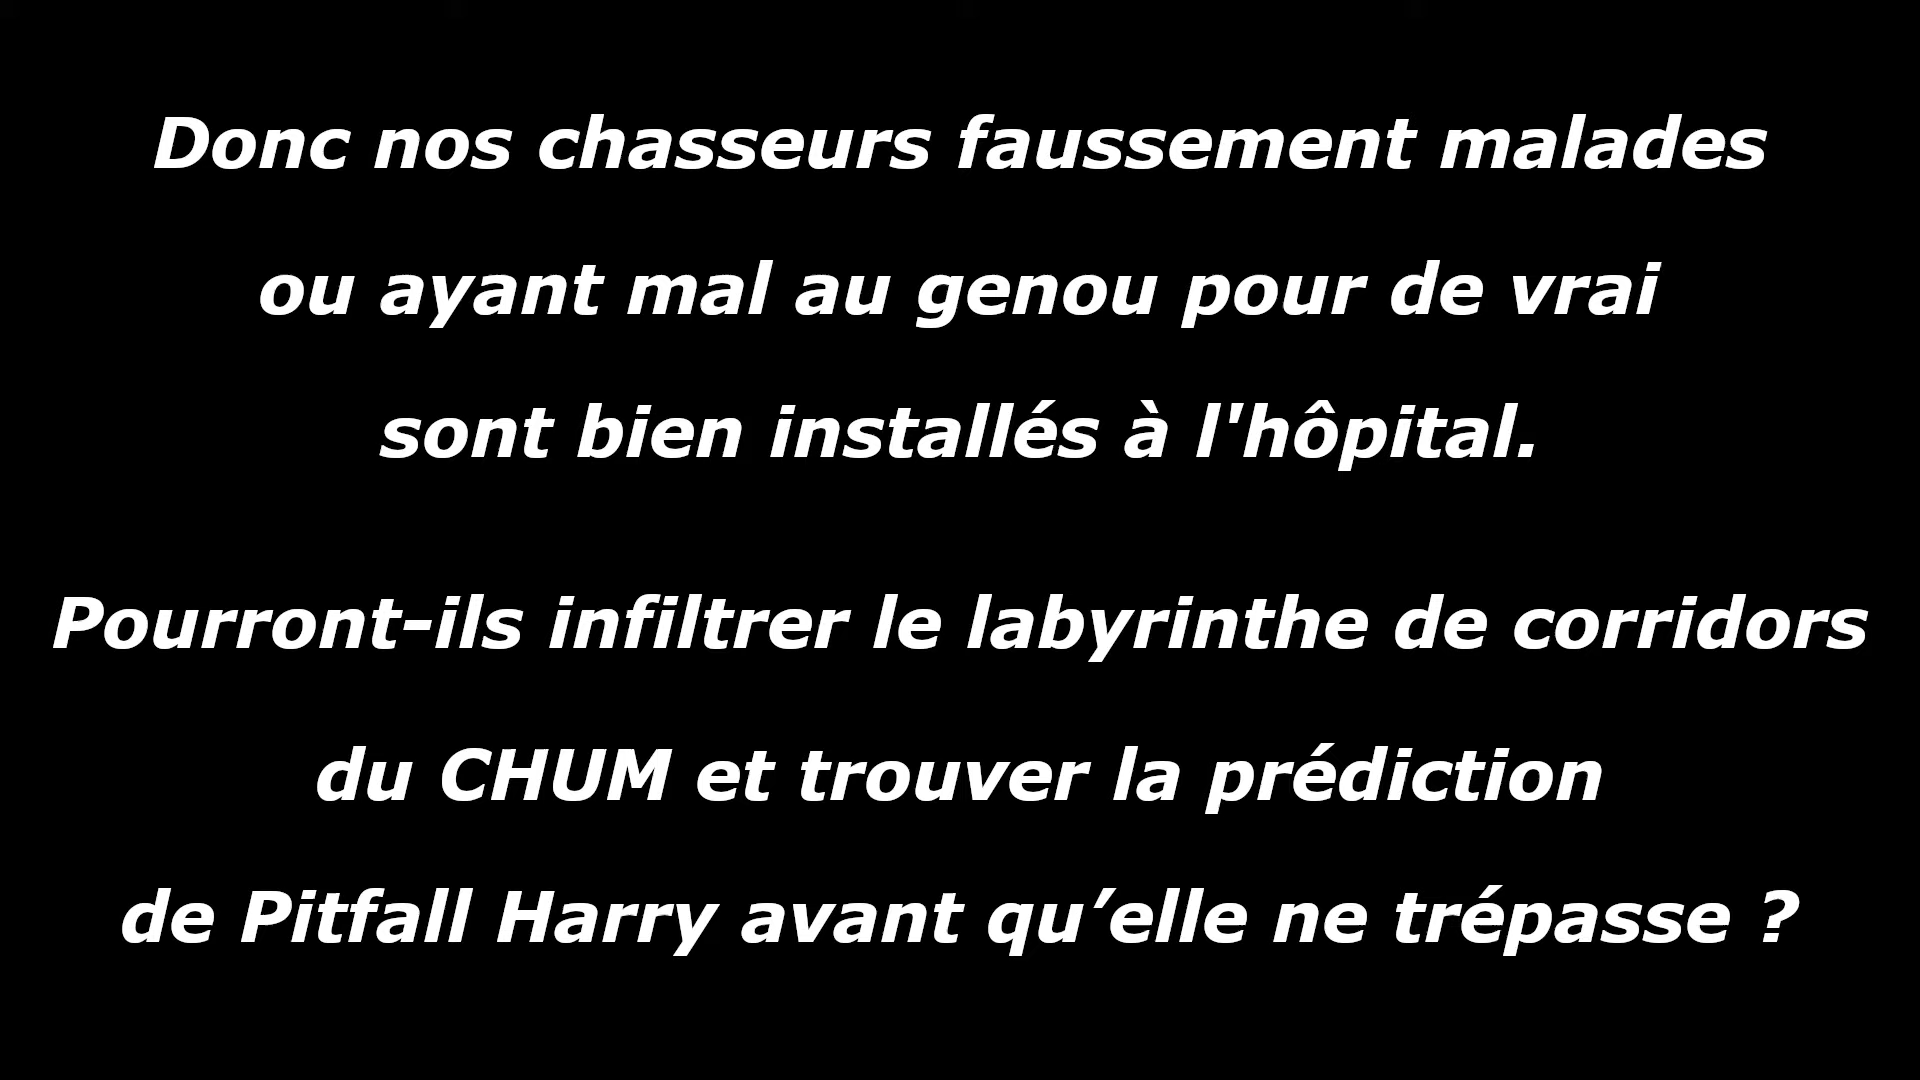 Donc nos chasseurs faussement malades
ou ayant mal au genou pour de vrai
sont bien installés à l'hôpital.
Pourront-ils infiltrer le labyrinthe de corridors
du CHUM et trouver la prédiction
de Pitfall Harry avant qu’elle ne trépasse ?